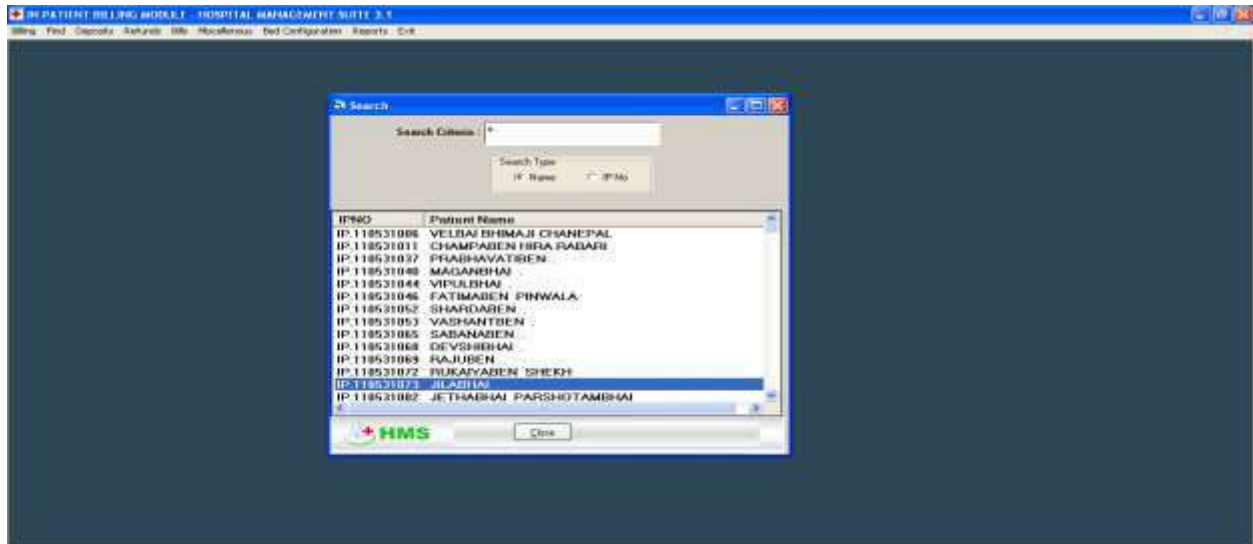 IN PATIENT BILLING MODULE - HOSPITAL MANAGEMENT SUITE 3.1
Billing Find Deposits Refunds Bills Miscellenous Bed Configuration Reports Exit
Search
Search Criteria : *
Search Type
Name IP No
IPNO Patient Name
IP.110531006 VELBAI BHIMAJI CHANEPAL
IP.110531011 CHAMPABEN HIRA RABARI
IP.110531037 PRABHAVATIBEN .
IP.110531040 MAGANBHAI .
IP.110531044 VIPULBHAI .
IP.110531046 FATIMABEN PINWALA
IP.110531052 SHARDABEN .
IP.110531053 VASHANTBEN .
IP.110531065 SABANABEN .
IP.110531068 DEVSHIBHAI .
IP.110531069 RAJUBEN .
IP.110531072 RUKAIYABEN SHEKH
IP.110531073 JILABHAI .
IP.110531082 JETHABHAI PARSHOTAMBHAI
HMS
Close